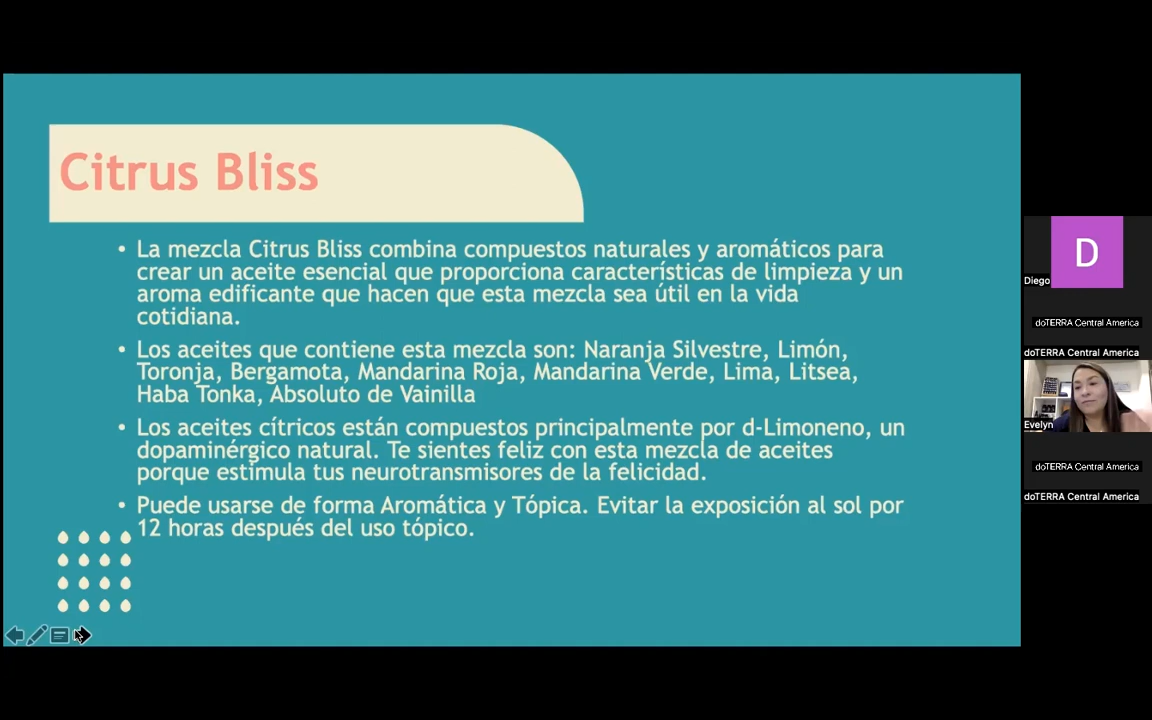 Citrus Bliss
• La mezcla Citrus Bliss combina compuestos naturales y aromáticos para
crear un aceite esencial que proporciona características de limpieza y un
aroma edificante que hacen que esta mezcla sea útil en la vida
cotidiana.
• Los aceites que contiene esta mezcla son: Naranja Silvestre, Limón,
Toronja, Bergamota, Mandarina Roja, Mandarina Verde, Lima, Litsea,
Haba Tonka, Absoluto de Vainilla
• Los aceites cítricos están compuestos principalmente por d-Limoneno, un
dopaminérgico natural. Te sientes feliz con esta mezcla de aceites
porque estimula tus neurotransmisores de la felicidad.
• Puede usarse de forma Aromática y Tópica. Evitar la exposición al sol por
12 horas después del uso tópico.
D
Diego
doTERRA Central America
doTERRA Central America
Evelyn
doTERRA Central America
doTERRA Central America